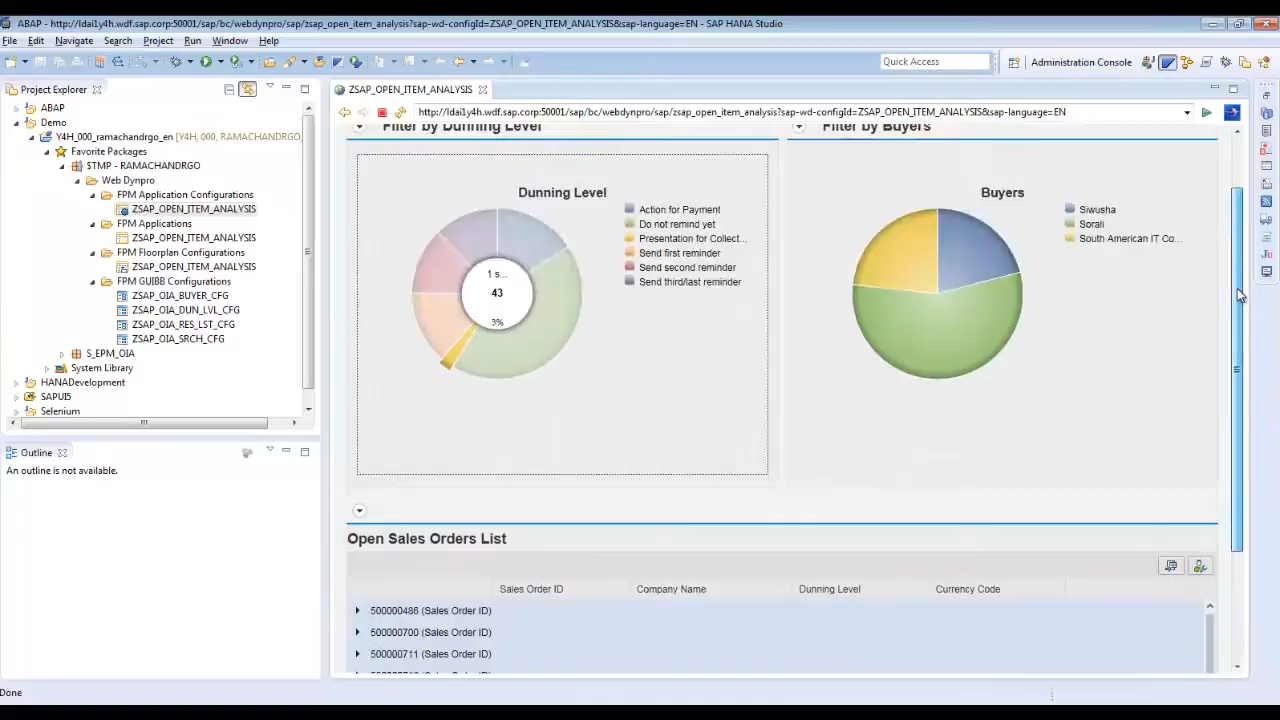 ABAP - http://ldai1y4h.wdf.sap.corp:50001/sap/bc/webdynpro/sap/zsap_open_item_analysis?sap-wd-configId=ZSAP_OPEN_ITEM_ANALYSIS&sap-language=EN - SAP HANA Studio
File Edit Navigate Search Project Run Window Help
Quick Access
Administration Console
Project Explorer
ABAP
Demo
Y4H_000_ramachandrgo_en [Y4H, 000, RAMACHANDRGO,
Favorite Packages
STMP - RAMACHANDRGO
Web Dynpro
FPM Application Configurations
ZSAP_OPEN_ITEM_ANALYSIS
FPM Applications
ZSAP_OPEN_ITEM_ANALYSIS
FPM Floorplan Configurations
ZSAP_OPEN_ITEM_ANALYSIS
FPM GUIBB Configurations
ZSAP_OIA_BUYER_CFG
ZSAP_OIA_DUN_LVL_CFG
ZSAP_OIA_RES_LST_CFG
ZSAP_OIA_SRCH_CFG
S_EPM_OIA
System Library
HANADevelopment
SAPUI5
Selenium
Outline
An outline is not available.
ZSAP_OPEN_ITEM_ANALYSIS
http://ldai1y4h.wdf.sap.corp:50001/sap/bc/webdynpro/sap/zsap_open_item_analysis?sap-wd-configId=ZSAP_OPEN_ITEM_ANALYSIS&sap-language=EN
Filter by Dunning Level
Filter by Buyers
Dunning Level
Action for Payment
Do not remind yet
Presentation for Collect...
Send first reminder
Send second reminder
Send third/last reminder
1 s...
43
3%
Buyers
Siwusha
Sorali
South American IT Co...
Open Sales Orders List
Sales Order ID Company Name Dunning Level Currency Code
500000486 (Sales Order ID)
500000700 (Sales Order ID)
500000711 (Sales Order ID)
Done